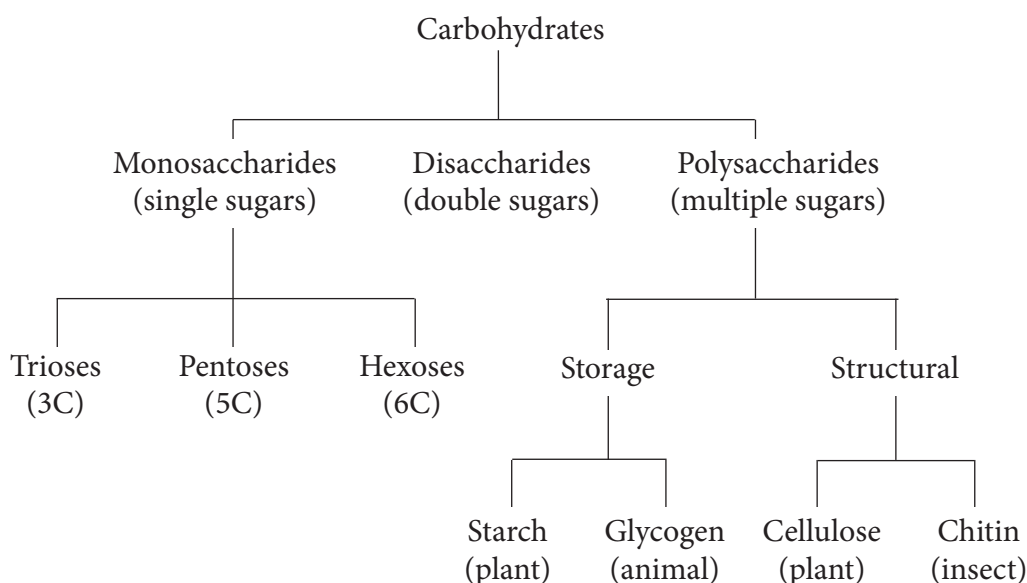 Carbohydrates
Monosaccharides
(single sugars)
Disaccharides
(double sugars)
Polysaccharides
(multiple sugars)
Trioses
(3C)
Pentoses
(5C)
Hexoses
(6C)
Storage
Structural
Starch
(plant)
Glycogen
(animal)
Cellulose
(plant)
Chitin
(insect)